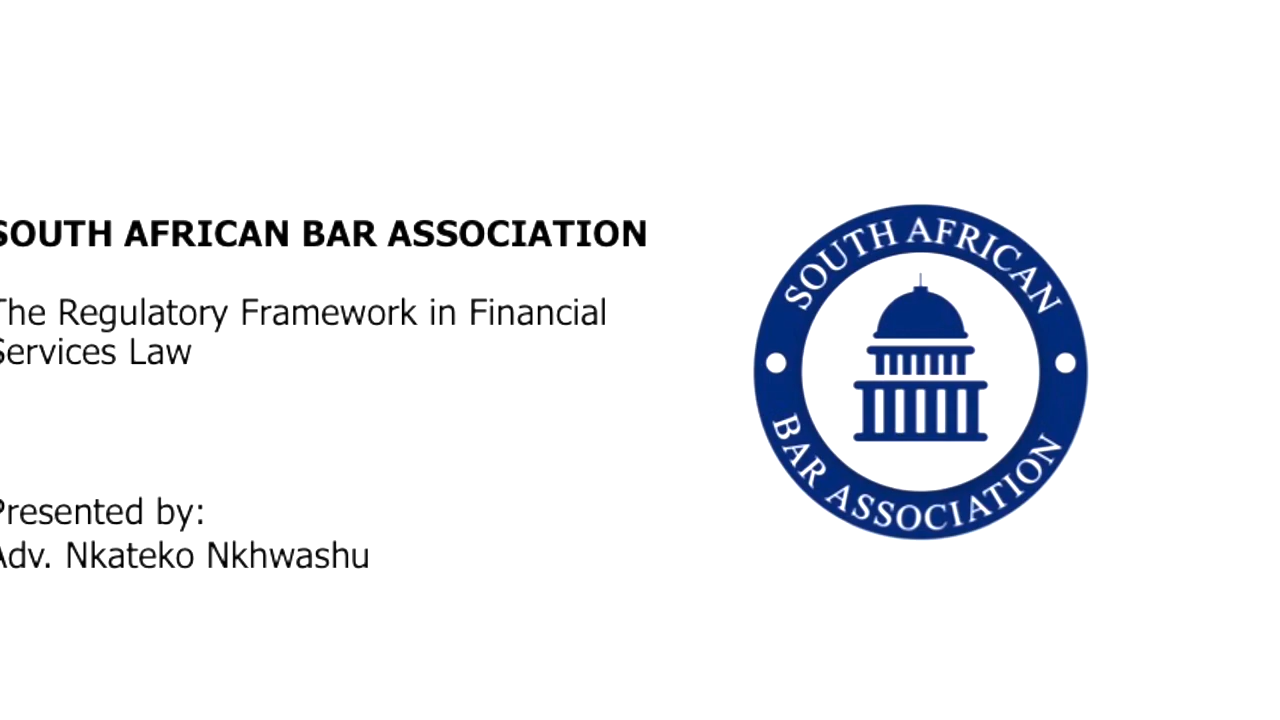 SOUTH AFRICAN BAR ASSOCIATION
The Regulatory Framework in Financial
Services Law
Presented by:
Adv. Nkateko Nkhwashu
SOUTH AFRICAN
BAR ASSOCIATION